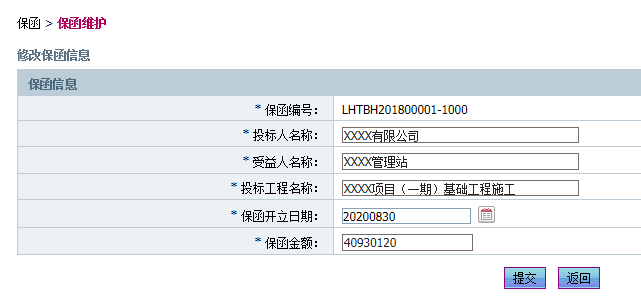 保函 > 保函维护
修改保函信息
保函信息
* 保函编号： LHTBH201800001-1000
* 投标人名称： XXXX有限公司
* 受益人名称： XXXX管理站
* 投标工程名称： XXXX项目（一期）基础工程施工
* 保函开立日期： 20200830
* 保函金额： 40930120
提交 返回